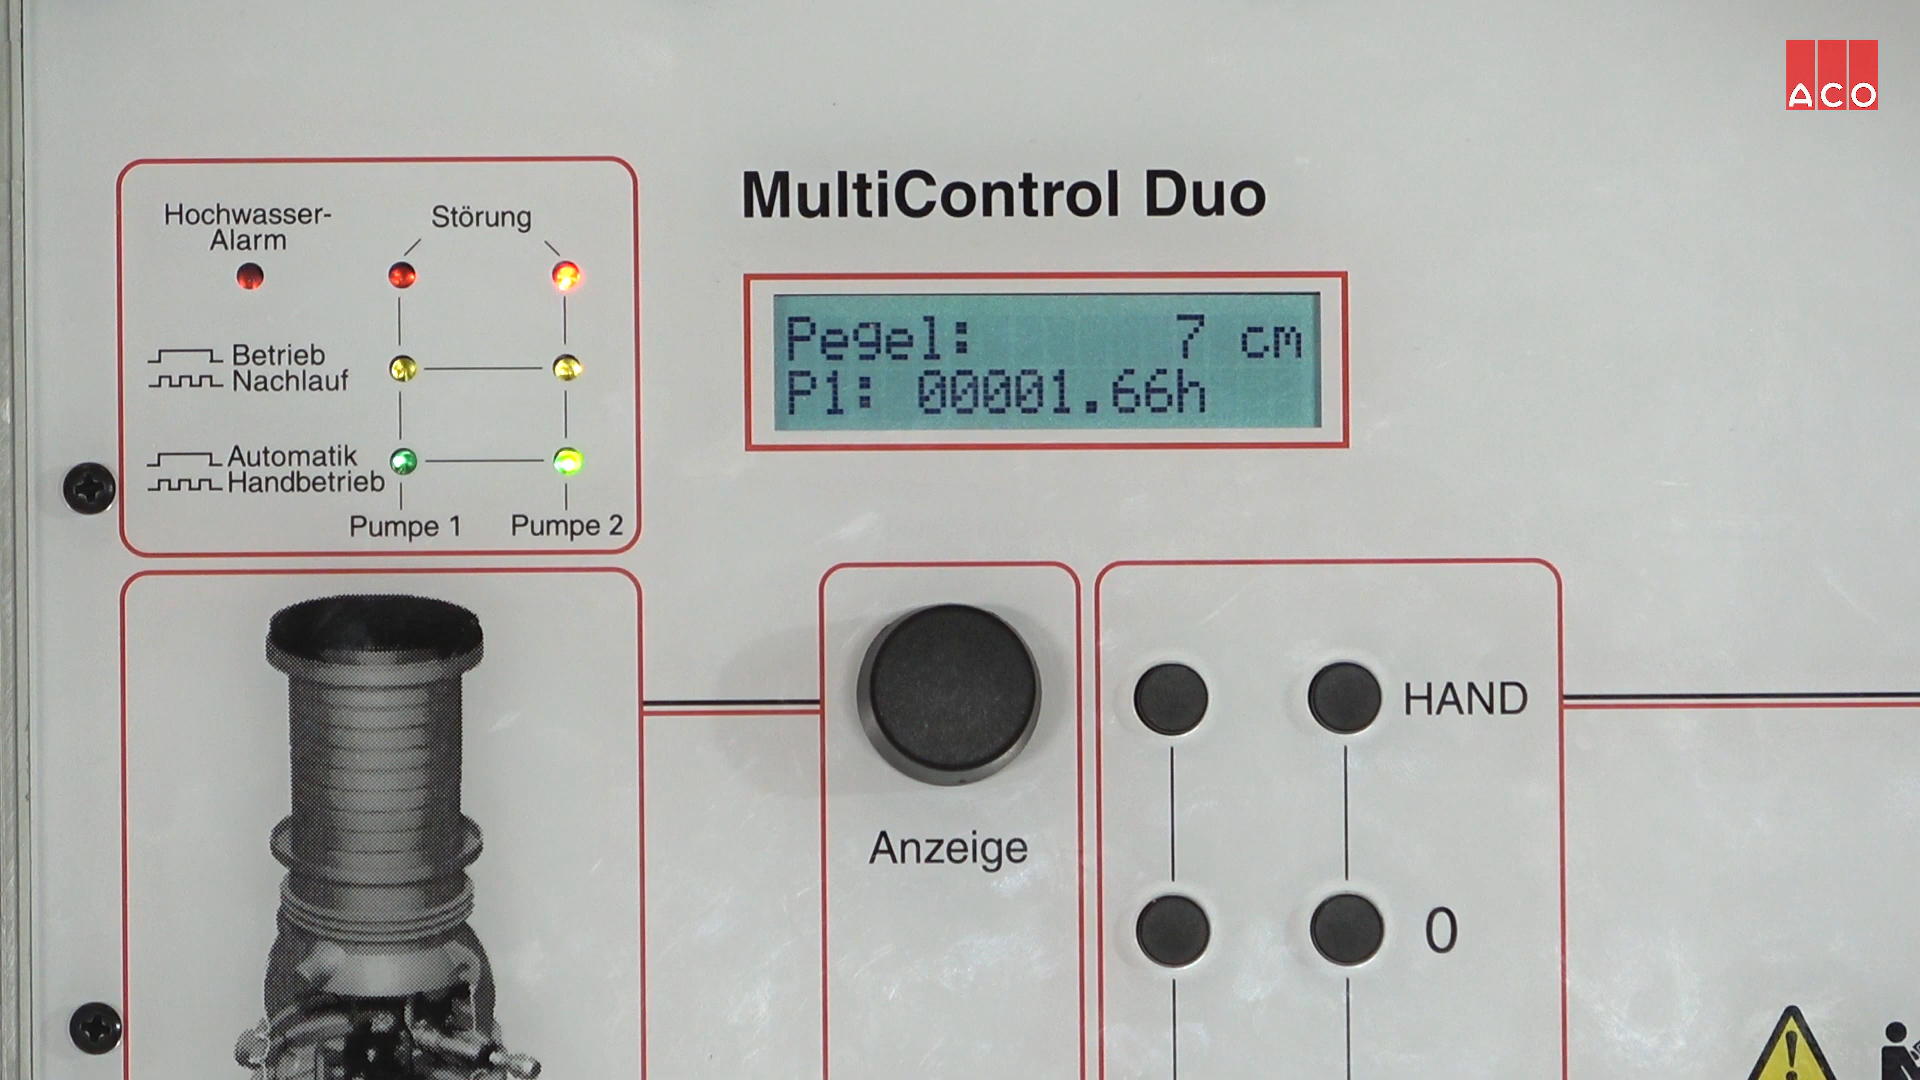 ACO
MultiControl Duo
Hochwasser-
Alarm
Störung
Betrieb
Nachlauf
Automatik
Handbetrieb
Pumpe 1
Pumpe 2
Pegel: 7 cm
P1: 00001.66h
Anzeige
HAND
0